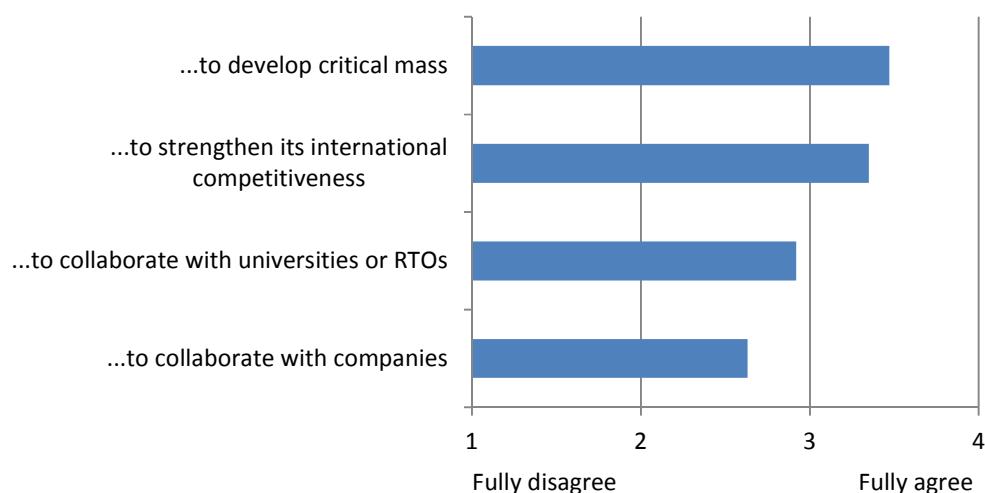 ...to develop critical mass
...to strengthen its international
competitiveness
...to collaborate with universities or RTOs
...to collaborate with companies
1 2 3 4
Fully disagree Fully agree